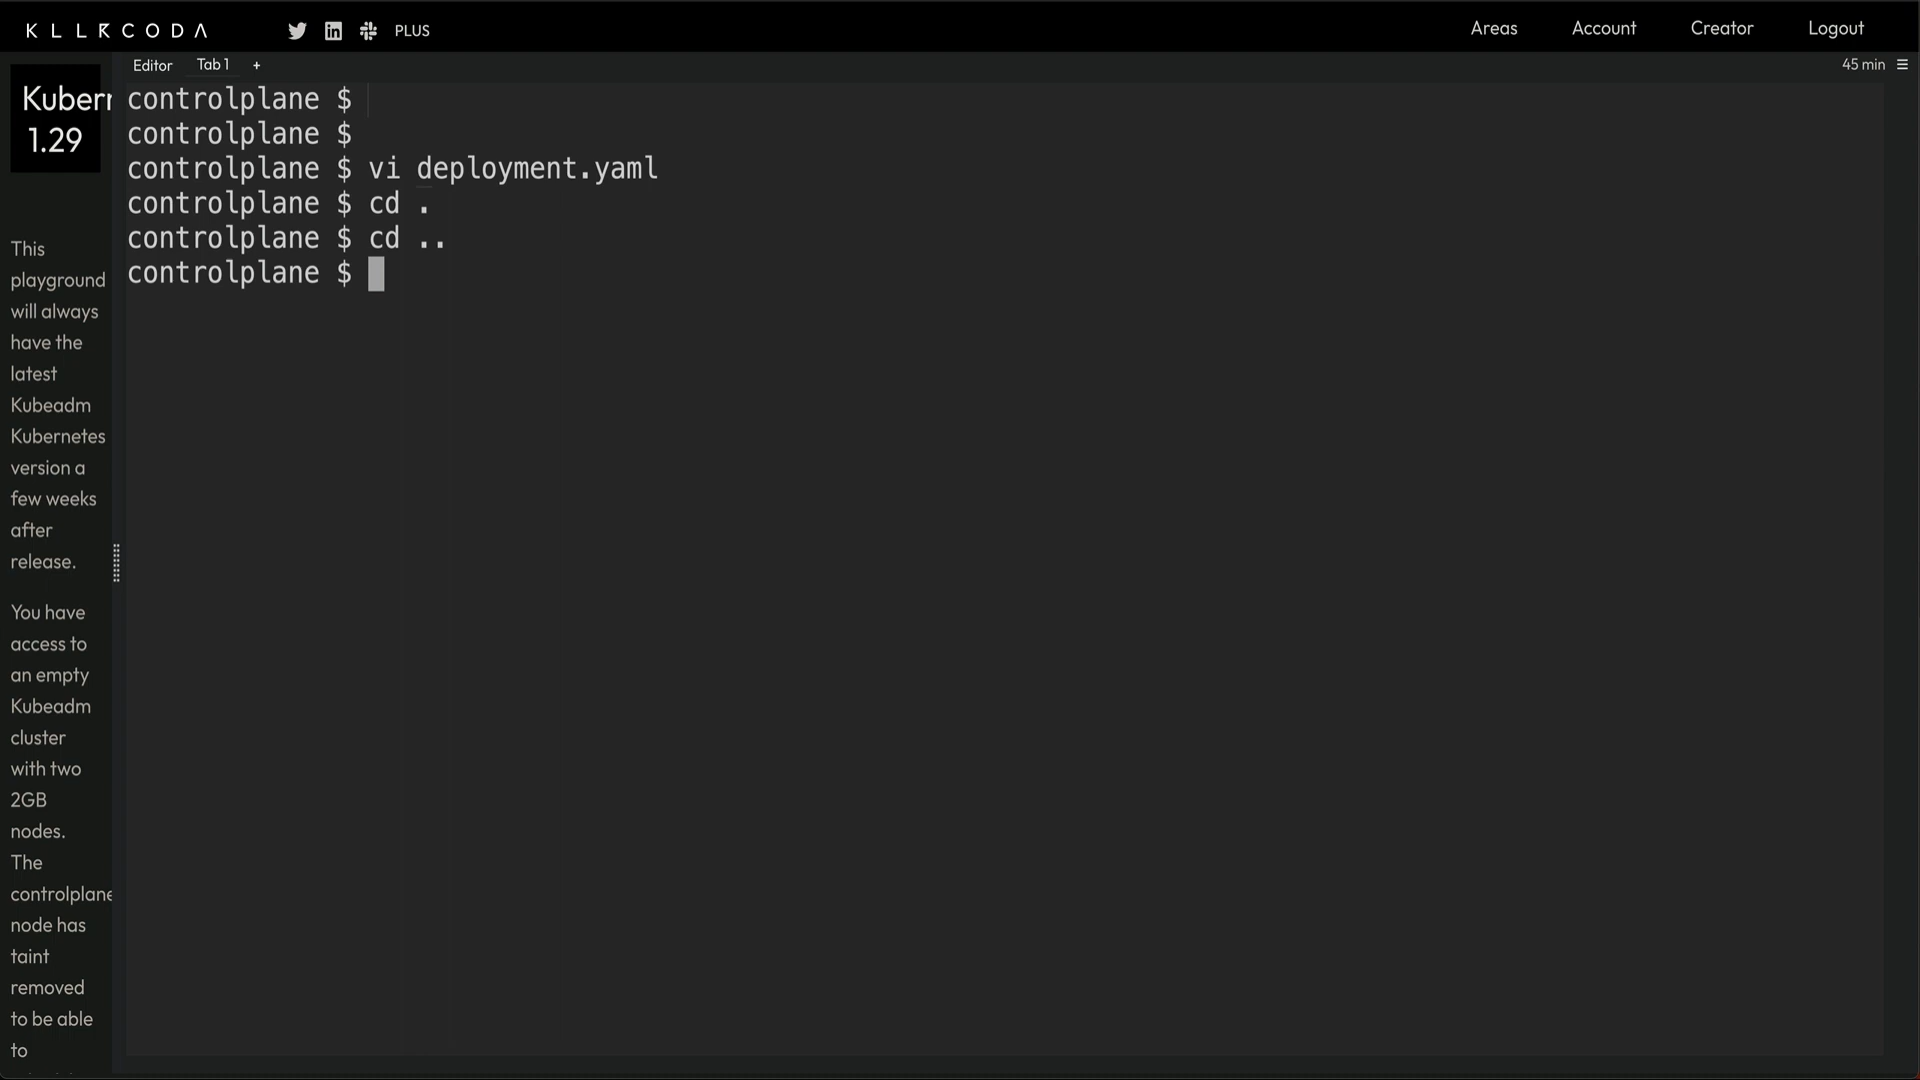 KLLRCODA PLUS Areas Account Creator Logout
Editor Tab 1 + 45 min
Kubern
1.29
controlplane $
controlplane $
controlplane $ vi deployment.yaml
controlplane $ cd .
controlplane $ cd ..
controlplane $
This
playground
will always
have the
latest
Kubeadm
Kubernetes
version a
few weeks
after
release.
You have
access to
an empty
Kubeadm
cluster
with two
2GB
nodes.
The
controlplane
node has
taint
removed
to be able
to